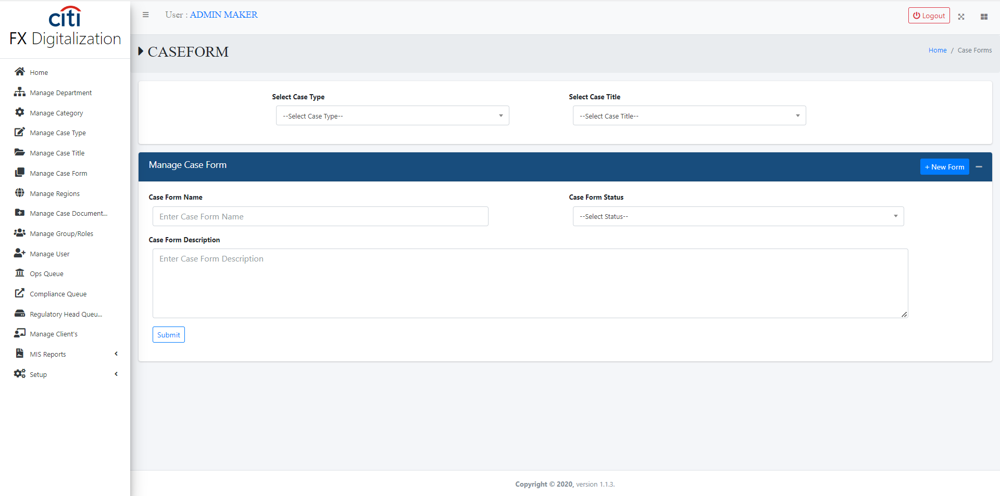 citi
FX Digitalization
Home
Manage Department
Manage Category
Manage Case Type
Manage Case Title
Manage Case Form
Manage Regions
Manage Case Document...
Manage Group/Roles
Manage User
Ops Queue
Compliance Queue
Regulatory Head Queu...
Manage Client's
MIS Reports
Setup
User : ADMIN MAKER
Logout
CASEFORM
Home / Case Forms
Select Case Type
Select Case Title
--Select Case Type--
--Select Case Title--
Manage Case Form
+ New Form
Case Form Name
Case Form Status
Enter Case Form Name
--Select Status--
Case Form Description
Enter Case Form Description
Submit
Copyright © 2020, version 1.1.3.